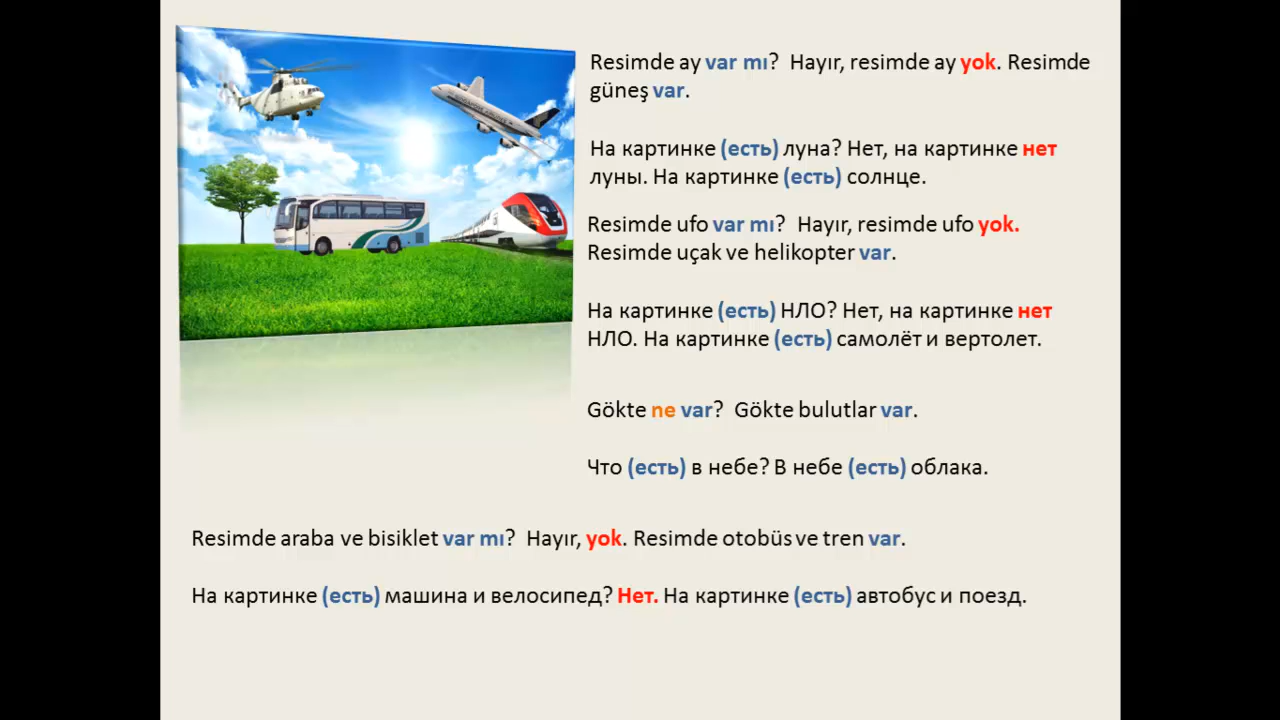 Resimde ay var mı? Hayır, resimde ay yok. Resimde
güneş var.
На картинке (есть) луна? Нет, на картинке нет
луны. На картинке (есть) солнце.
Resimde ufo var mı? Hayır, resimde ufo yok.
Resimde uçak ve helikopter var.
На картинке (есть) НЛО? Нет, на картинке нет
НЛО. На картинке (есть) самолёт и вертолет.
Gökte ne var? Gökte bulutlar var.
Что (есть) в небе? В небе (есть) облака.
Resimde araba ve bisiklet var mı? Hayır, yok. Resimde otobüs ve tren var.
На картинке (есть) машина и велосипед? Нет. На картинке (есть) автобус и поезд.